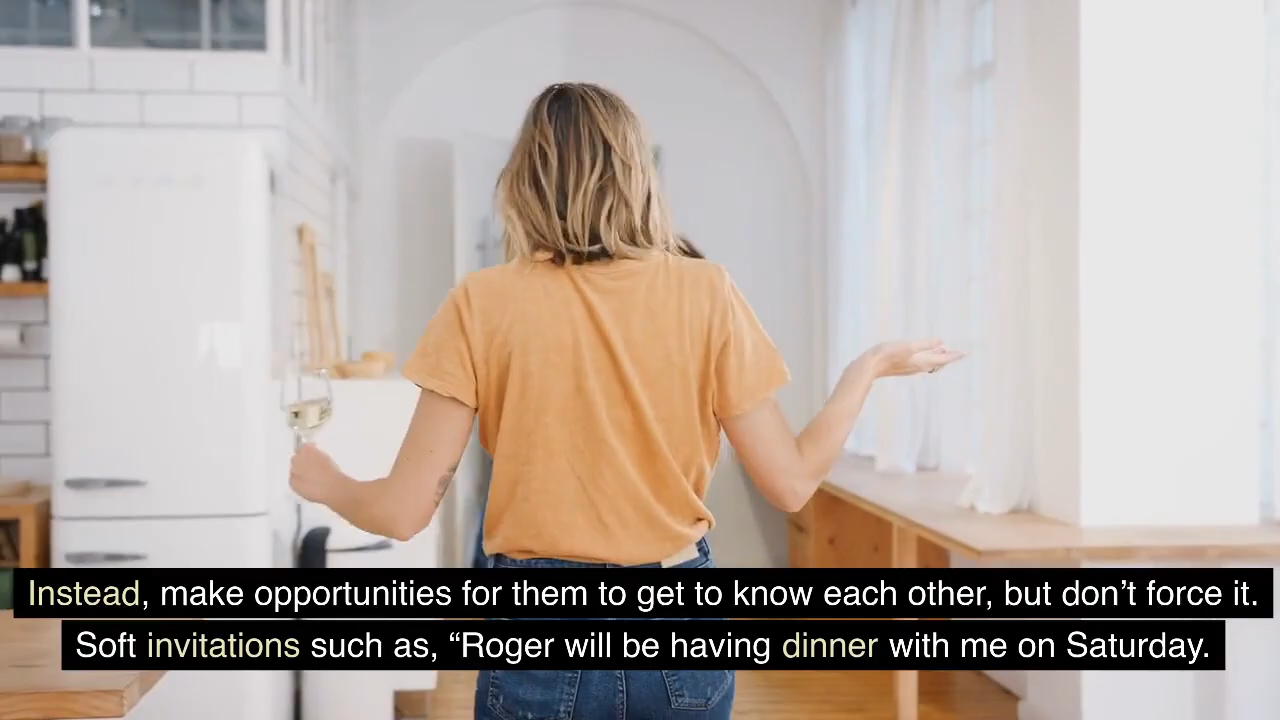 Instead, make opportunities for them to get to know each other, but don’t force it.
Soft invitations such as, “Roger will be having dinner with me on Saturday.